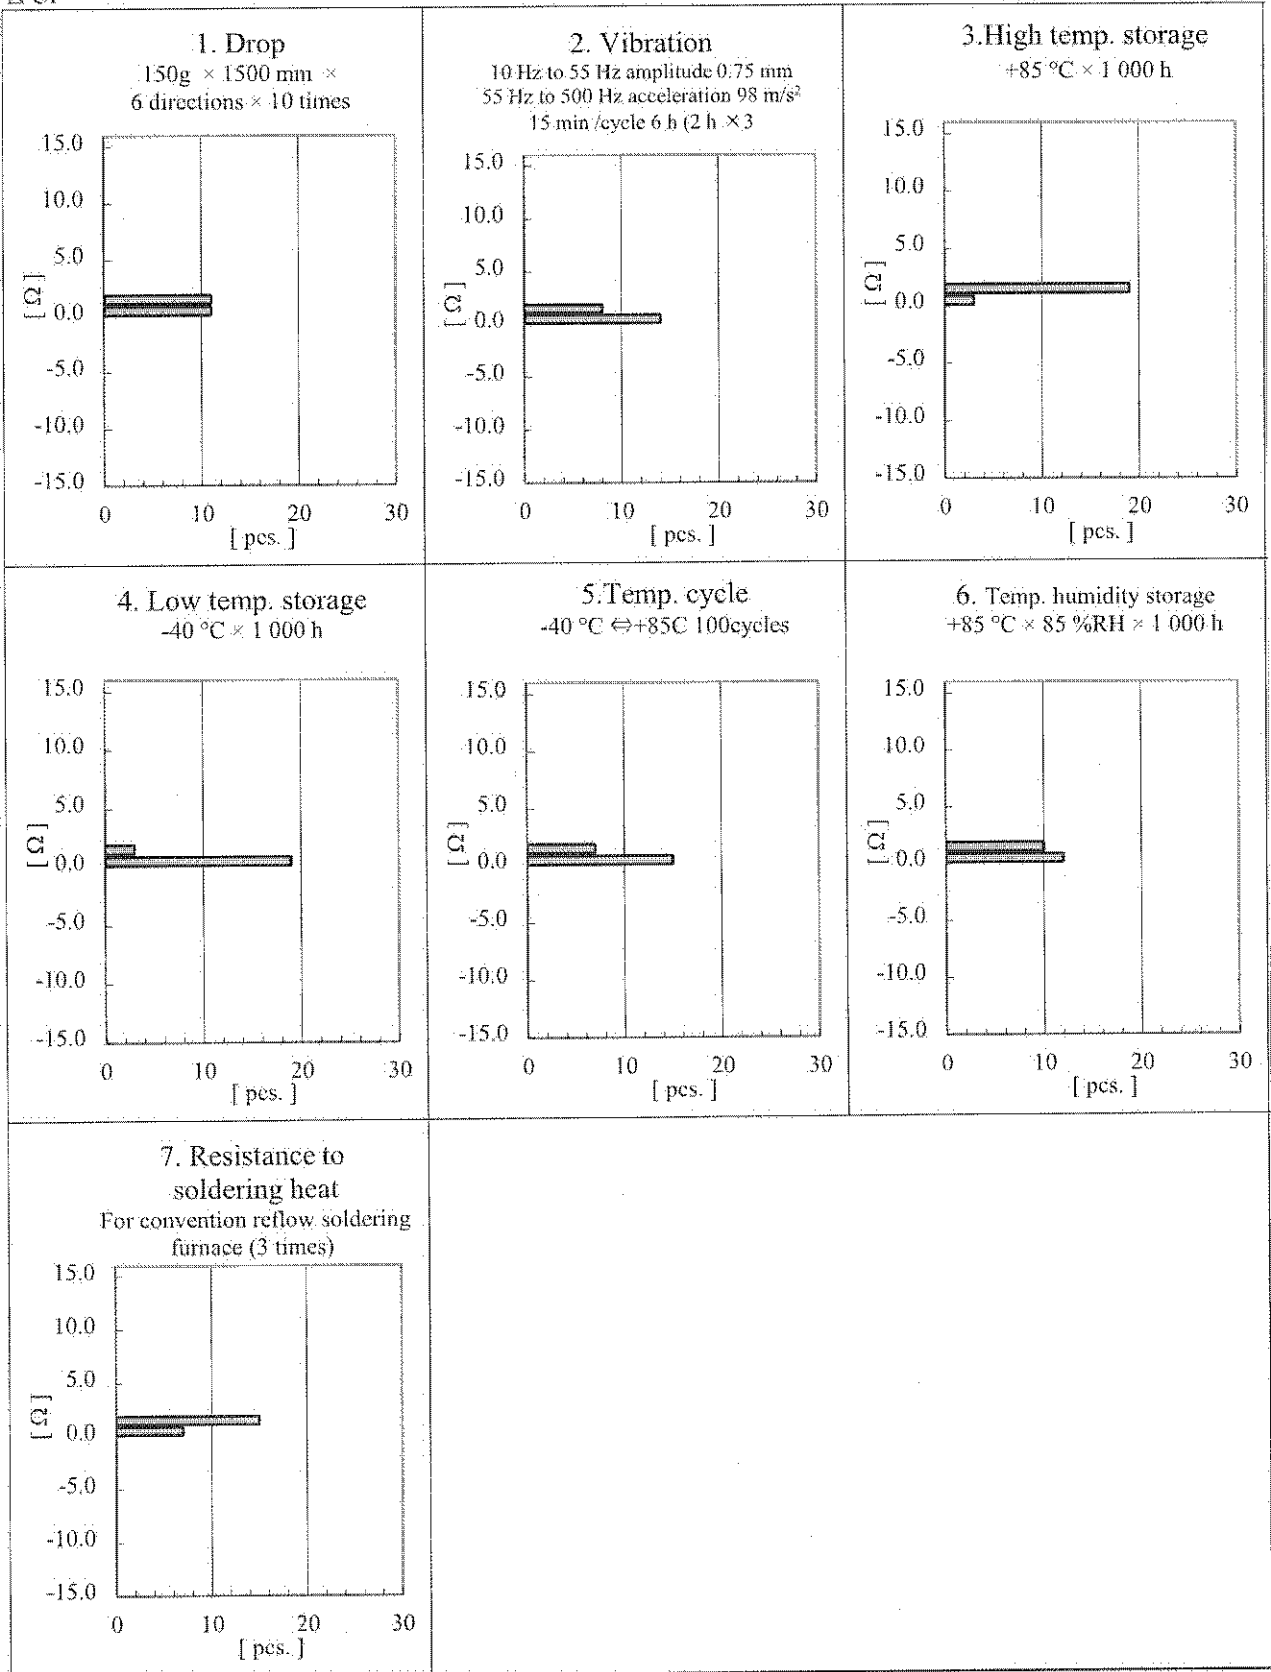 1. Drop
150g × 1500 mm ×
6 directions × 10 times
15.0
10.0
5.0
0.0
-5.0
-10.0
-15.0
[ Ω ]
0 10 20 30
[ pcs. ]
2. Vibration
10 Hz to 55 Hz amplitude 0.75 mm
55 Hz to 500 Hz acceleration 98 m/s²
15 min /cycle 6 h (2 h ×3
15.0
10.0
5.0
0.0
-5.0
-10.0
-15.0
[ Ω ]
0 10 20 30
[ pcs. ]
3.High temp. storage
+85 °C × 1 000 h
15.0
10.0
5.0
0.0
-5.0
-10.0
-15.0
[ Ω ]
0 10 20 30
[ pcs. ]
4. Low temp. storage
-40 °C × 1 000 h
15.0
10.0
5.0
0.0
-5.0
-10.0
-15.0
[ Ω ]
0 10 20 30
[ pcs. ]
5.Temp. cycle
-40 °C ⇔+85C 100cycles
15.0
10.0
5.0
0.0
-5.0
-10.0
-15.0
[ Ω ]
0 10 20 30
[ pcs. ]
6. Temp. humidity storage
+85 °C × 85 %RH × 1 000 h
15.0
10.0
5.0
0.0
-5.0
-10.0
-15.0
[ Ω ]
0 10 20 30
[ pcs. ]
7. Resistance to
soldering heat
For convention reflow soldering
furnace (3 times)
15.0
10.0
5.0
0.0
-5.0
-10.0
-15.0
[ Ω ]
0 10 20 30
[ pcs. ]